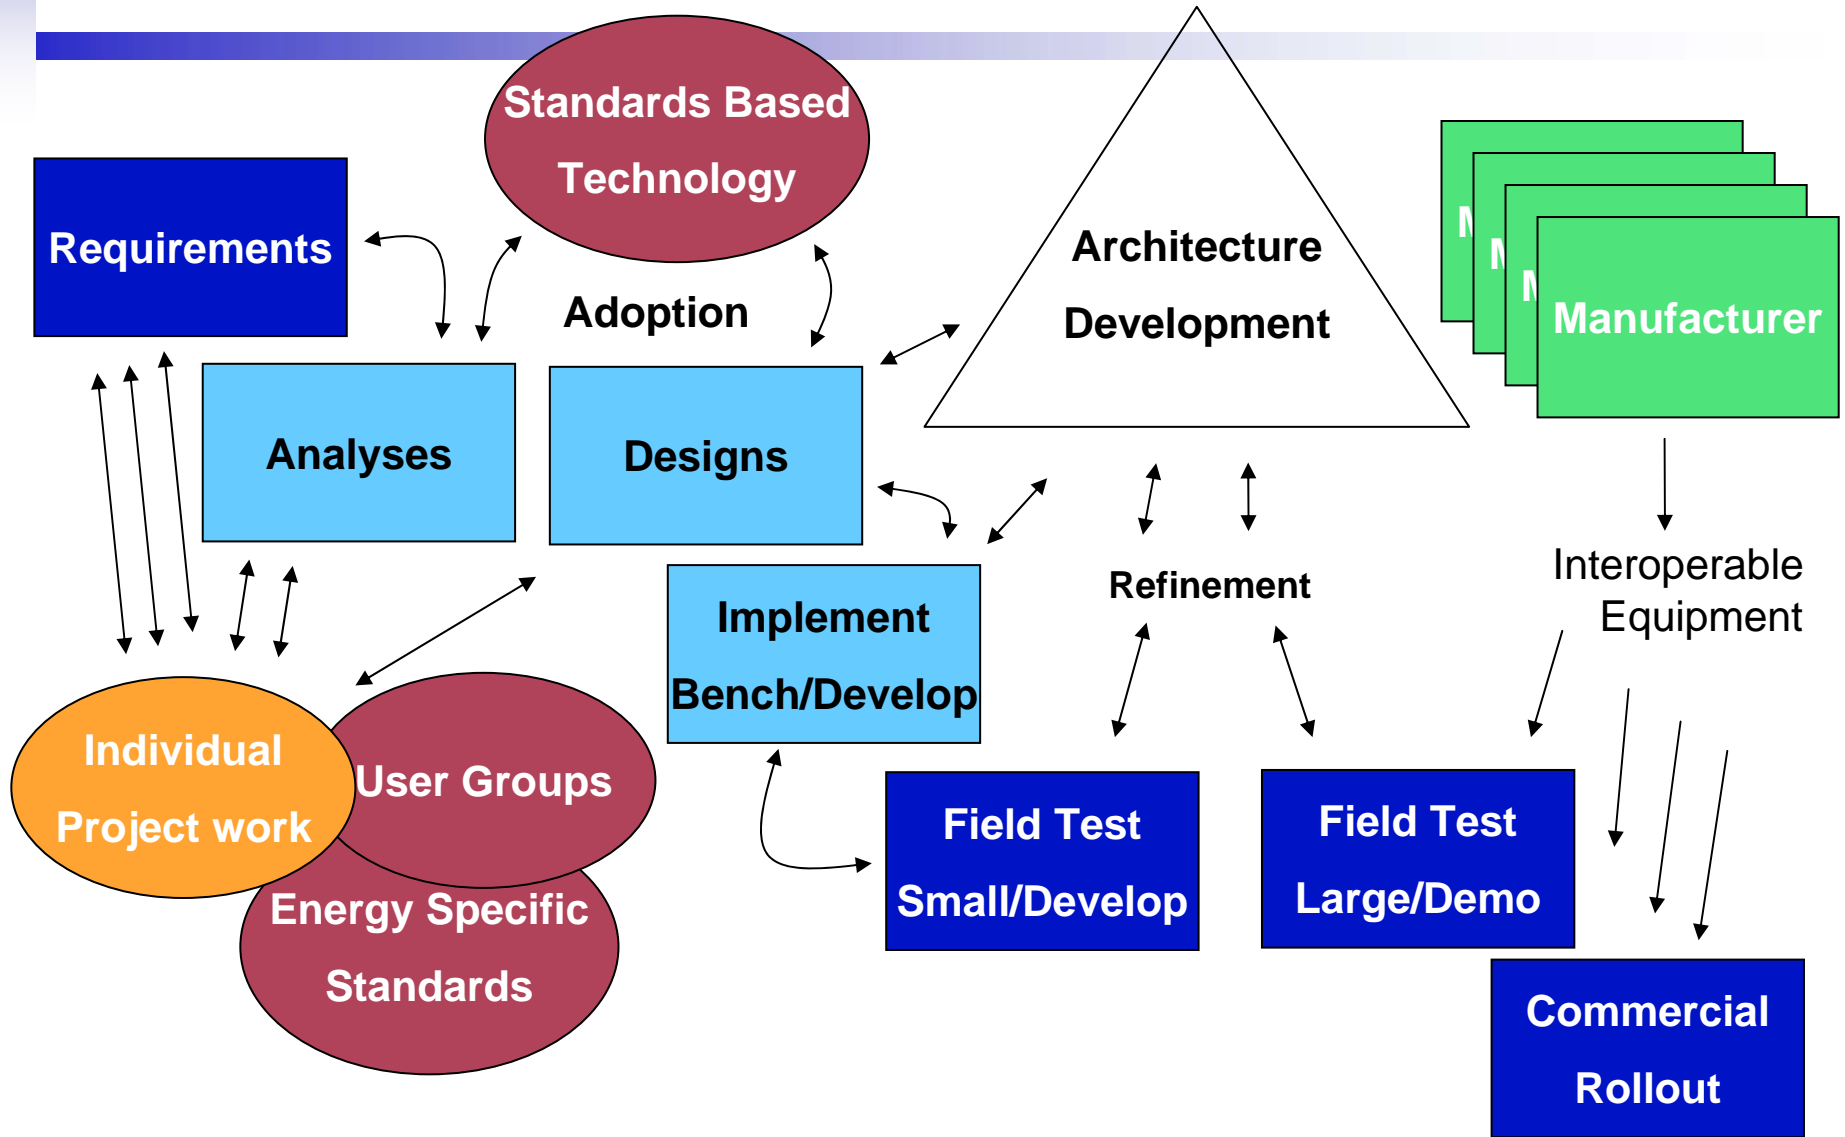 Standards Based
Technology
Requirements
Adoption
Architecture
Development
M
M
M
Manufacturer
Analyses
Designs
Implement
Bench/Develop
Refinement
Interoperable
Equipment
Individual
Project work
User Groups
Energy Specific
Standards
Field Test
Small/Develop
Field Test
Large/Demo
Commercial
Rollout